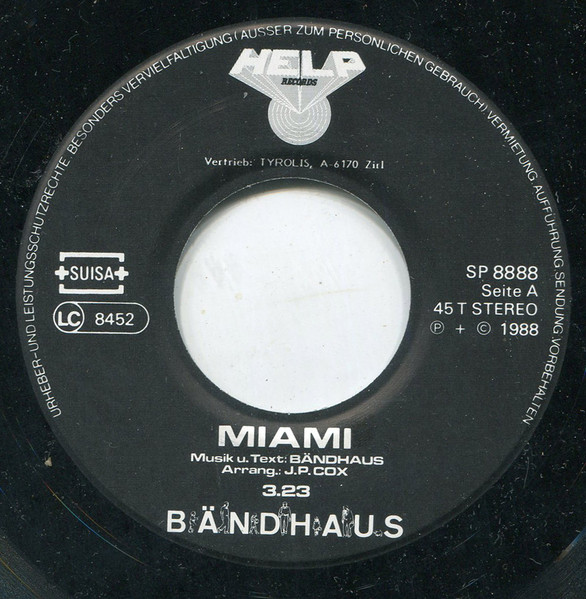 URHEBER-UND LEISTUNGSSCHUTZRECHTE. BESONDERS VERVIELFÄLTIGUNG (AUSSER ZUM PERSÖNLICHEN GEBRAUCH) VERMIETUNG, AUFFÜHRUNG, SENDUNG VORBEHALTEN
HELP
RECORDS
Vertrieb: TYROLIS, A-6170 Zirl
+SUISA+
LC 8452
SP 8888
Seite A
45 T STEREO
℗ + © 1988
MIAMI
Musik u. Text: BÄNDHAUS
Arrang.: J.P. COX
3.23
BÄNDHAUS